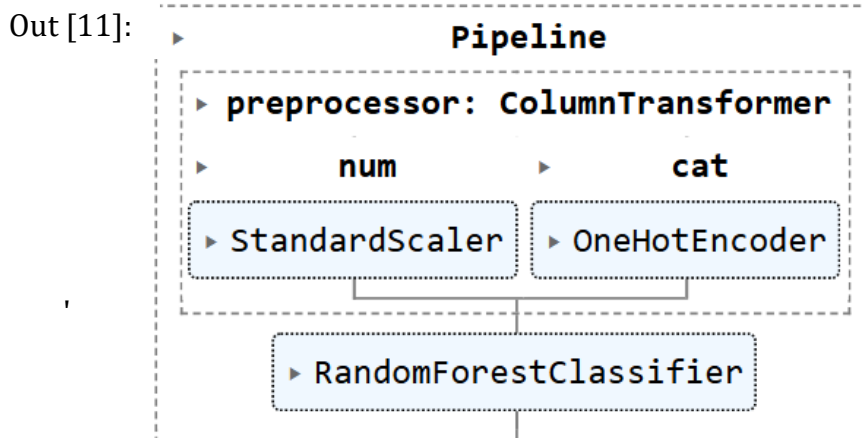 Out [11]:
▸ Pipeline
▸ preprocessor: ColumnTransformer
▸ num ▸ cat
▸ StandardScaler ▸ OneHotEncoder
'
▸ RandomForestClassifier